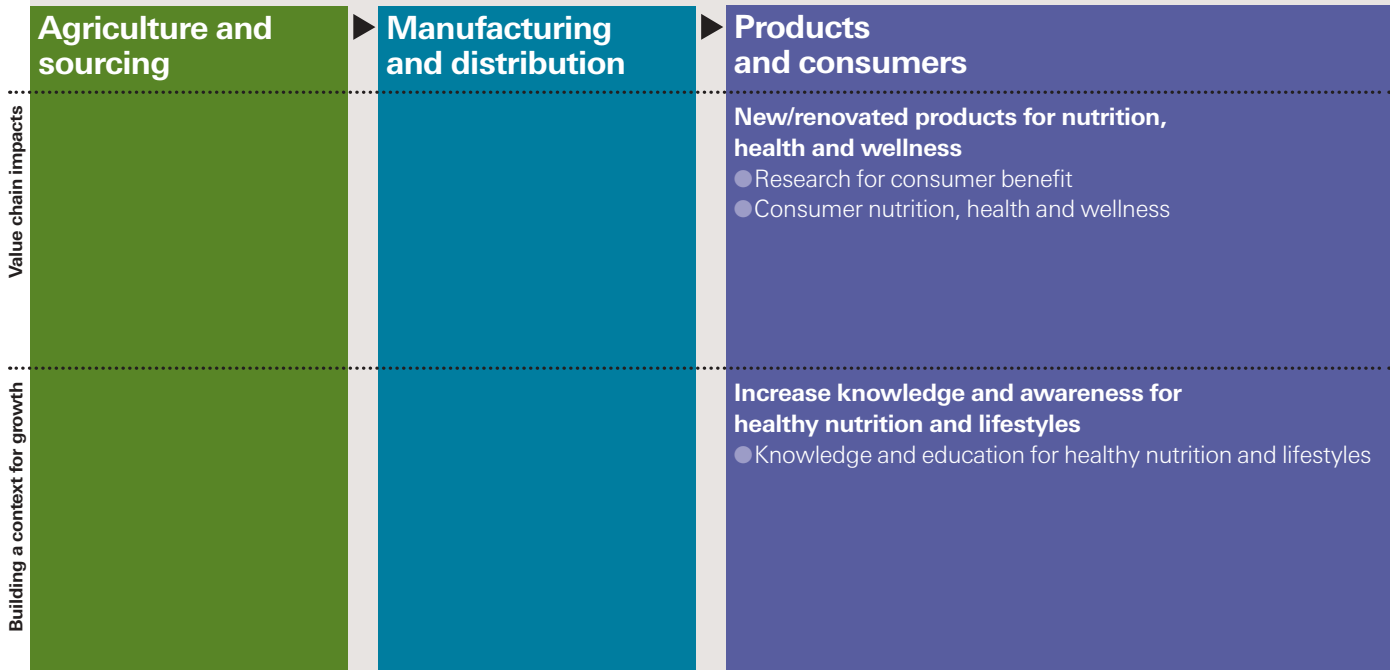 Agriculture and
sourcing
Manufacturing
and distribution
Products
and consumers
Value chain impacts
New/renovated products for nutrition,
health and wellness
Research for consumer benefit
Consumer nutrition, health and wellness
Building a context for growth
Increase knowledge and awareness for
healthy nutrition and lifestyles
Knowledge and education for healthy nutrition and lifestyles